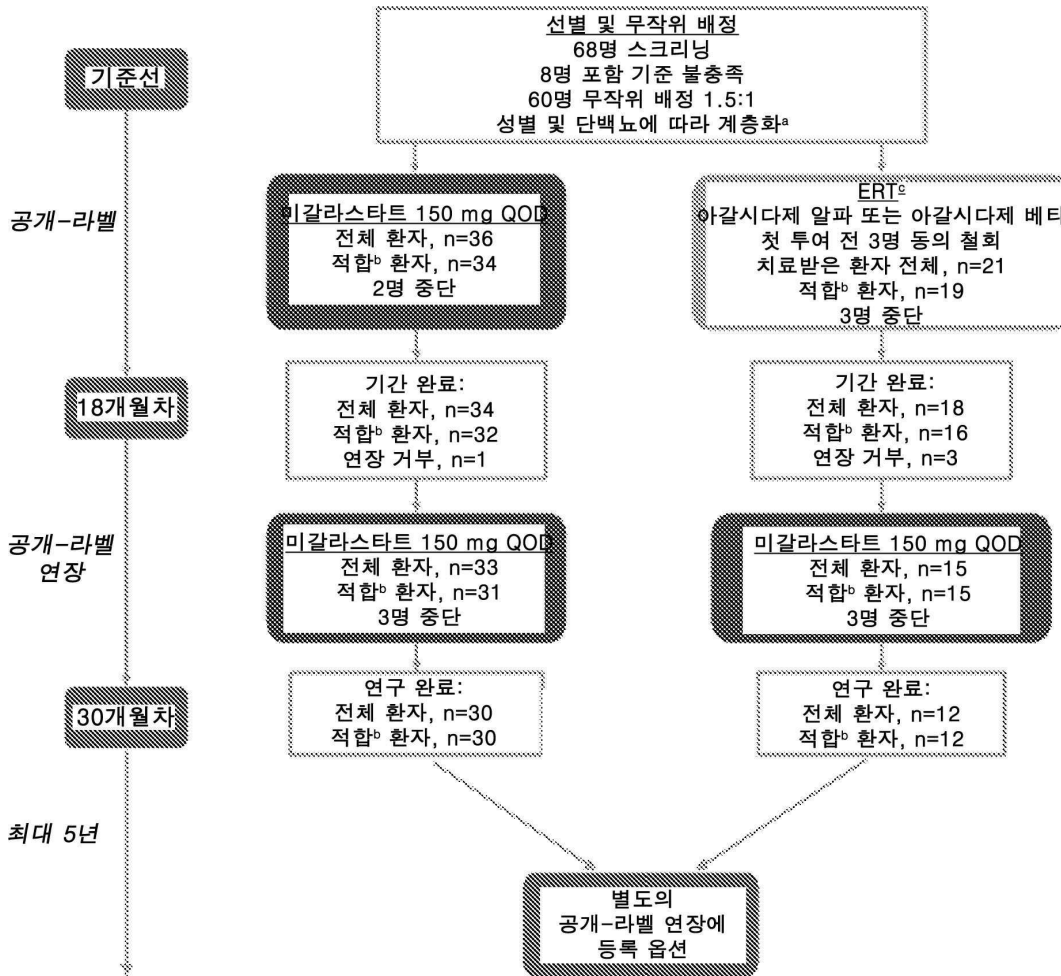 선별 및 무작위 배정
68명 스크리닝
8명 포함 기준 불충족
60명 무작위 배정 1.5:1
성별 및 단백뇨에 따라 계층화ᵃ
기준선
공개-라벨
미갈라스타트 150 mg QOD
전체 환자, n=36
적합ᵇ 환자, n=34
2명 중단
ERTᶜ
아갈시다제 알파 또는 아갈시다제 베타
첫 투여 전 3명 동의 철회
치료받은 환자 전체, n=21
적합ᵇ 환자, n=19
3명 중단
18개월차
기간 완료:
전체 환자, n=34
적합ᵇ 환자, n=32
연장 거부, n=1
기간 완료:
전체 환자, n=18
적합ᵇ 환자, n=16
연장 거부, n=3
공개-라벨
연장
미갈라스타트 150 mg QOD
전체 환자, n=33
적합ᵇ 환자, n=31
3명 중단
미갈라스타트 150 mg QOD
전체 환자, n=15
적합ᵇ 환자, n=15
3명 중단
30개월차
연구 완료:
전체 환자, n=30
적합ᵇ 환자, n=30
연구 완료:
전체 환자, n=12
적합ᵇ 환자, n=12
최대 5년
별도의
공개-라벨 연장에
등록 옵션